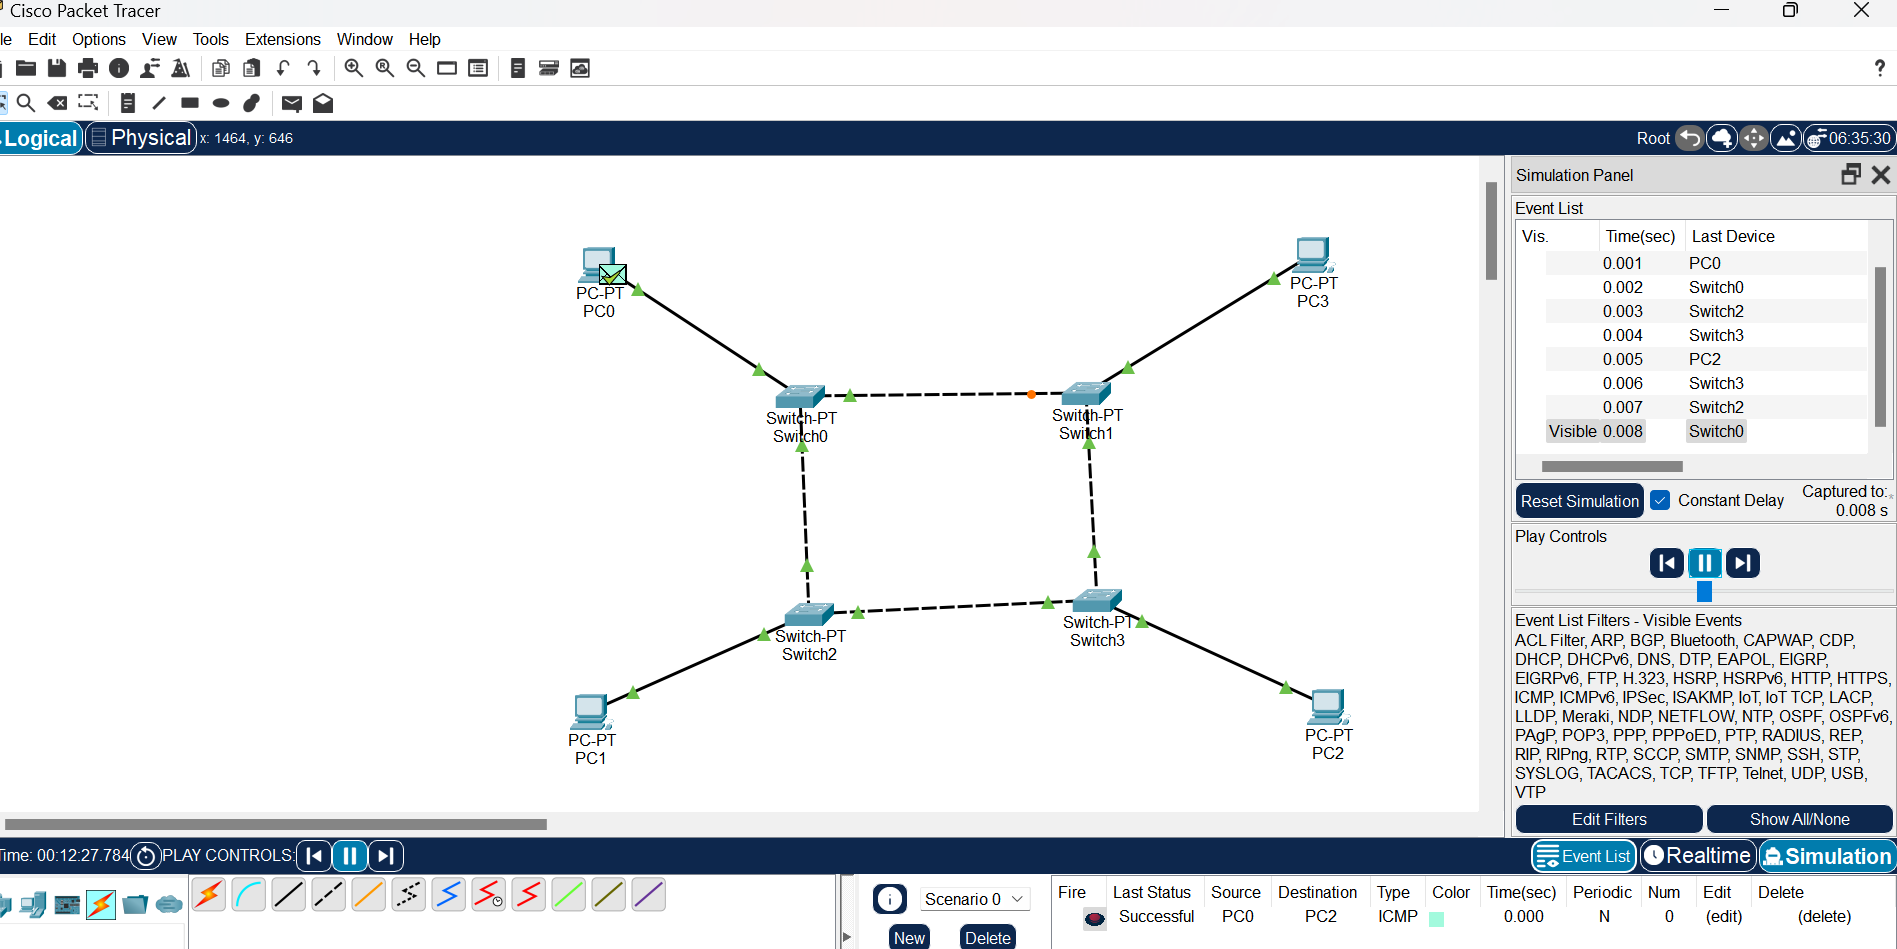 Cisco Packet Tracer
le Edit Options View Tools Extensions Window Help
?
Logical Physical x: 1464, y: 646
Root 06:35:30
PC-PT
PC0
PC-PT
PC3
Switch-PT
Switch0
Switch-PT
Switch1
Switch-PT
Switch2
Switch-PT
Switch3
PC-PT
PC1
PC-PT
PC2
Simulation Panel
Event List
Vis. Time(sec) Last Device
0.001 PC0
0.002 Switch0
0.003 Switch2
0.004 Switch3
0.005 PC2
0.006 Switch3
0.007 Switch2
Visible 0.008 Switch0
Reset Simulation Constant Delay Captured to:*
0.008 s
Play Controls
Event List Filters - Visible Events
ACL Filter, ARP, BGP, Bluetooth, CAPWAP, CDP,
DHCP, DHCPv6, DNS, DTP, EAPOL, EIGRP,
EIGRPv6, FTP, H.323, HSRP, HSRPv6, HTTP, HTTPS,
ICMP, ICMPv6, IPSec, ISAKMP, IoT, IoT TCP, LACP,
LLDP, Meraki, NDP, NETFLOW, NTP, OSPF, OSPFv6,
PAgP, POP3, PPP, PPPoED, PTP, RADIUS, REP,
RIP, RIPng, RTP, SCCP, SMTP, SNMP, SSH, STP,
SYSLOG, TACACS, TCP, TFTP, Telnet, UDP, USB,
VTP
Edit Filters Show All/None
Time: 00:12:27.784 PLAY CONTROLS:
Event List Realtime Simulation
Scenario 0
New Delete
Fire Last Status Source Destination Type Color Time(sec) Periodic Num Edit Delete
Successful PC0 PC2 ICMP 0.000 N 0 (edit) (delete)